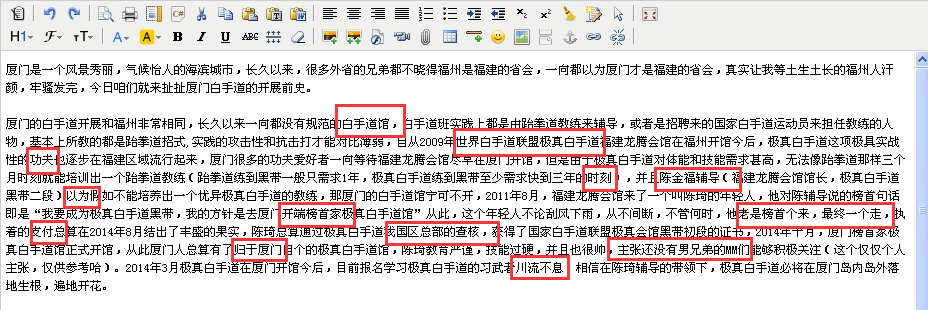 H1 F TT A A B I U ABC
厦门是一个风景秀丽，气候怡人的海滨城市，长久以来，很多外省的兄弟都不晓得福州是福建的省会，一向都以为厦门才是福建的省会，真实让我等土生土长的福州人汗
颜，牢骚发完，今日咱们就来扯扯厦门白手道的开展前史。
厦门的白手道开展和福州非常相同，长久以来一向都没有规范的白手道馆，白手道班实践上都是由跆拳道教练来辅导，或者是招聘来的国家白手道运动员来担任教练的人
物，基本上所教的都是跆拳道招式，实践的攻击性和抗击打才能对比薄弱，自从2009年世界白手道联盟极真白手道福建龙腾会馆在福州开馆今后，极真白手道这项极具实战
性的功夫也逐步在福建区域流行起来，厦门很多的功夫爱好者一向等待福建龙腾会馆尽早在厦门开馆，但是由于极真白手道对体能和技能需求甚高，无法像跆拳道那样三个
月时刻就能培训出一个跆拳道教练（跆拳道练到黑带一般只需求1年，极真白手道练到黑带至少需求快到三年的时刻），并且陈金福辅导（福建龙腾会馆馆长，极真白手道
黑带二段）以为假如不能培养出一个优异极真白手道的教练，那厦门的白手道馆宁可不开，2011年8月，福建龙腾会馆来了一个叫陈琦的年轻人，他对陈辅导说的榜首句话
即是“我要成为极真白手道黑带，我的方针是去厦门开端榜首家极真白手道馆”从此，这个年轻人不论刮风下雨，从不间断，不管何时，他老是榜首个来，最终一个走，执
着的支付总算在2014年8月结出了丰盛的果实，陈琦总算通过极真白手道我国区总部的查核，获得了国家白手道联盟极真会馆黑带初段的证书，2014年十月，厦门榜首家极
真白手道馆正式开馆，从此厦门人总算有了归于厦门自个的极真白手道馆，陈琦教育严谨，技能过硬，并且也很帅，主张还没有男兄弟的MM们能够积极关注（这个仅仅个人
主张，仅供参考哈）。2014年3月极真白手道在厦门开馆今后，目前报名学习极真白手道的习武者川流不息 相信在陈琦辅导的带领下，极真白手道必将在厦门岛内岛外落
地生根，遍地开花。